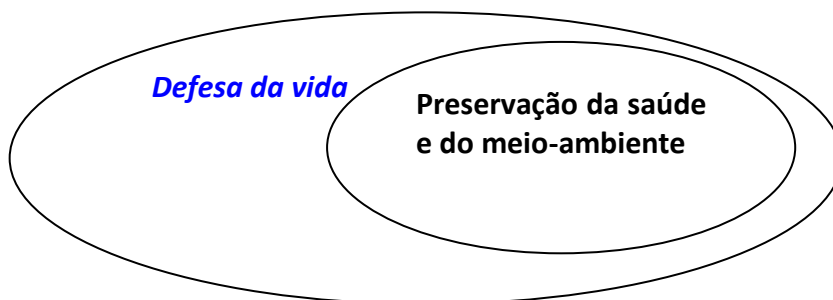 Defesa da vida
Preservação da saúde
e do meio-ambiente